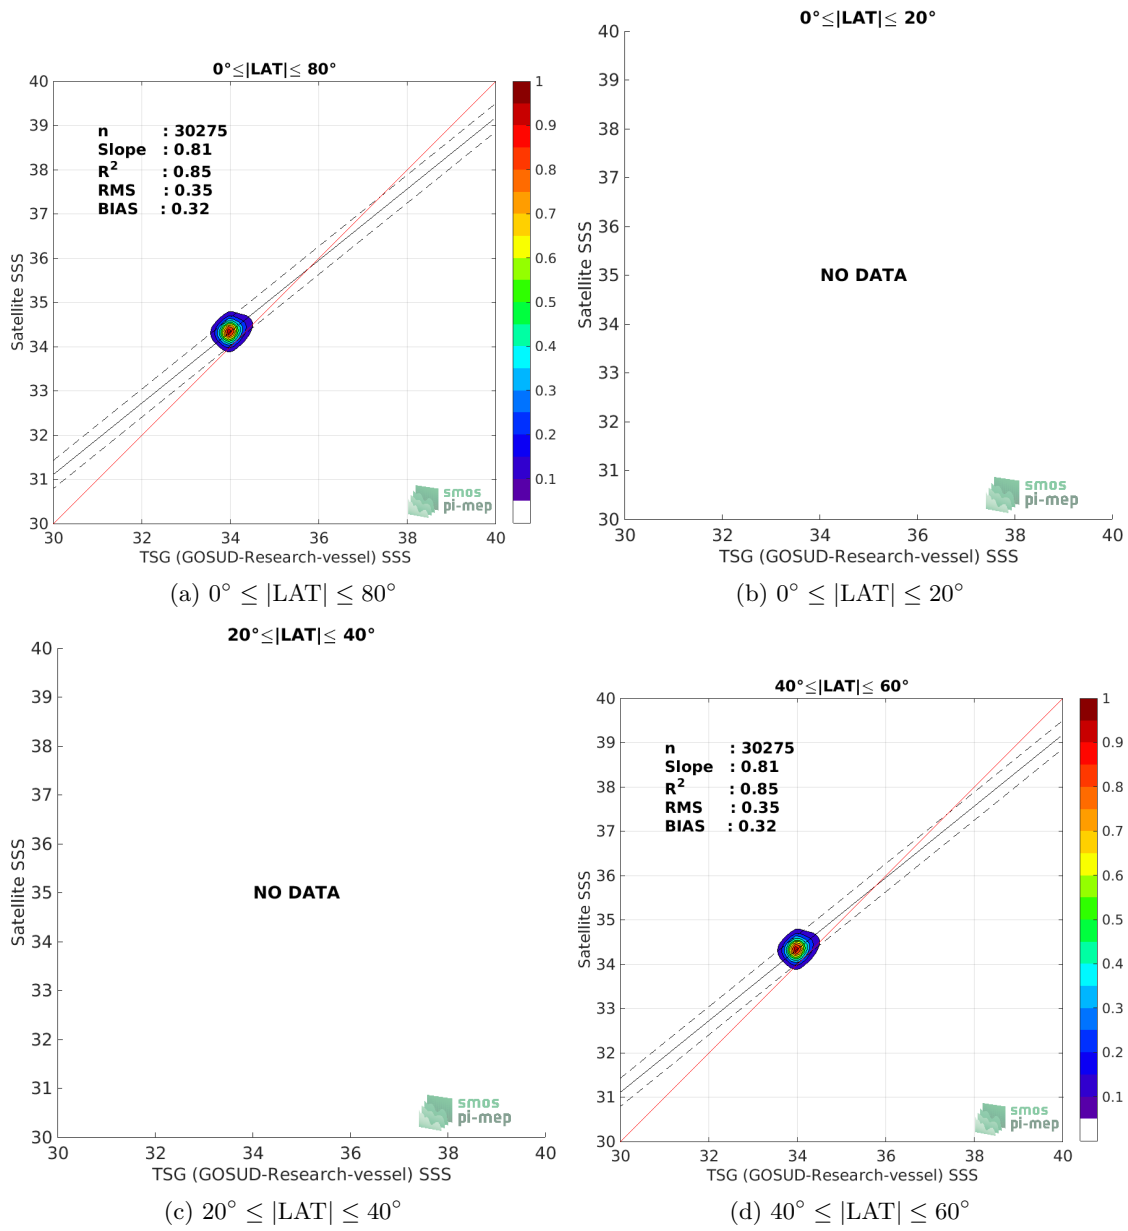 0°≤|LAT|≤ 80°
40
39
38
37
36
35
34
33
32
31
30
Satellite SSS
n : 30275
Slope : 0.81
R² : 0.85
RMS : 0.35
BIAS : 0.32
smos
pi-mep
30 32 34 36 38 40
TSG (GOSUD-Research-vessel) SSS
1
0.9
0.8
0.7
0.6
0.5
0.4
0.3
0.2
0.1
(a) 0° ≤ |LAT| ≤ 80°
0°≤|LAT|≤ 20°
40
39
38
37
36
35
34
33
32
31
30
Satellite SSS
NO DATA
smos
pi-mep
30 32 34 36 38 40
TSG (GOSUD-Research-vessel) SSS
(b) 0° ≤ |LAT| ≤ 20°
20°≤|LAT|≤ 40°
40
39
38
37
36
35
34
33
32
31
30
Satellite SSS
NO DATA
smos
pi-mep
30 32 34 36 38 40
TSG (GOSUD-Research-vessel) SSS
(c) 20° ≤ |LAT| ≤ 40°
40°≤|LAT|≤ 60°
40
39
38
37
36
35
34
33
32
31
30
Satellite SSS
n : 30275
Slope : 0.81
R² : 0.85
RMS : 0.35
BIAS : 0.32
smos
pi-mep
30 32 34 36 38 40
TSG (GOSUD-Research-vessel) SSS
1
0.9
0.8
0.7
0.6
0.5
0.4
0.3
0.2
0.1
(d) 40° ≤ |LAT| ≤ 60°